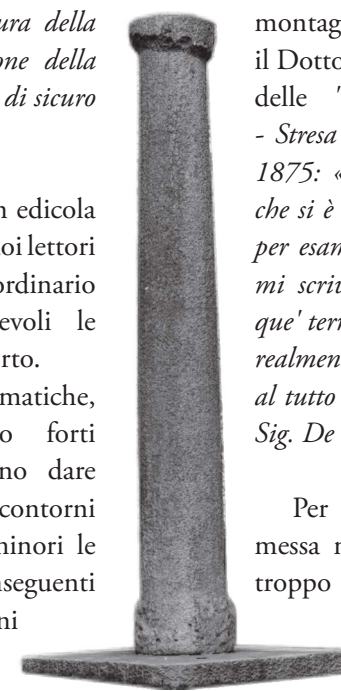 ura della
one della
di sicuro
n edicola
oi lettori
ordinario
evoli le
rto.
matiche,
o forti
no dare
contorni
minori le
nseguenti
ni
montag
il Dotto
delle "
- Stresa
1875: «
che si è
per esam
mi scriu
que' terr
realmen
al tutto
Sig. De
Per
messa n
troppo